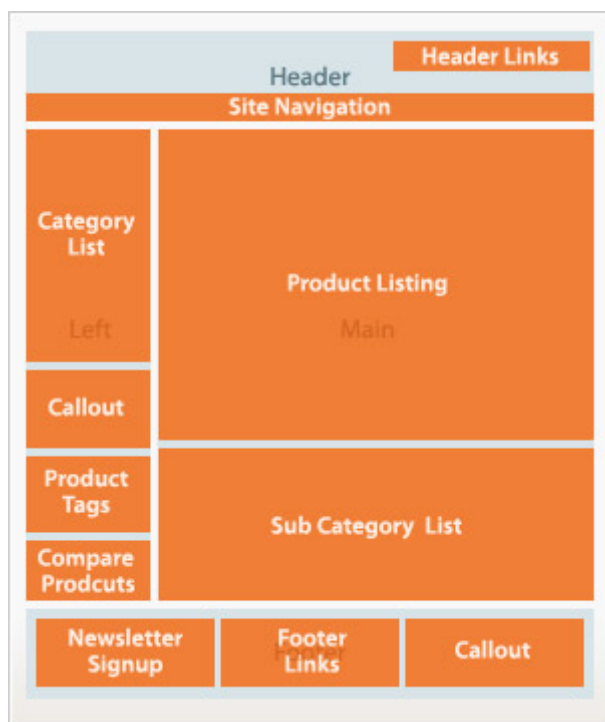 Header Links
Header
Site Navigation
Category
List
Left
Callout
Product
Tags
Compare
Prodcuts
Product Listing
Main
Sub Category List
Newsletter
Signup
Footer
Links
Footer
Callout